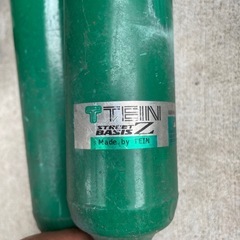 TEIN
STREET
BASIS Z
Made by TEIN